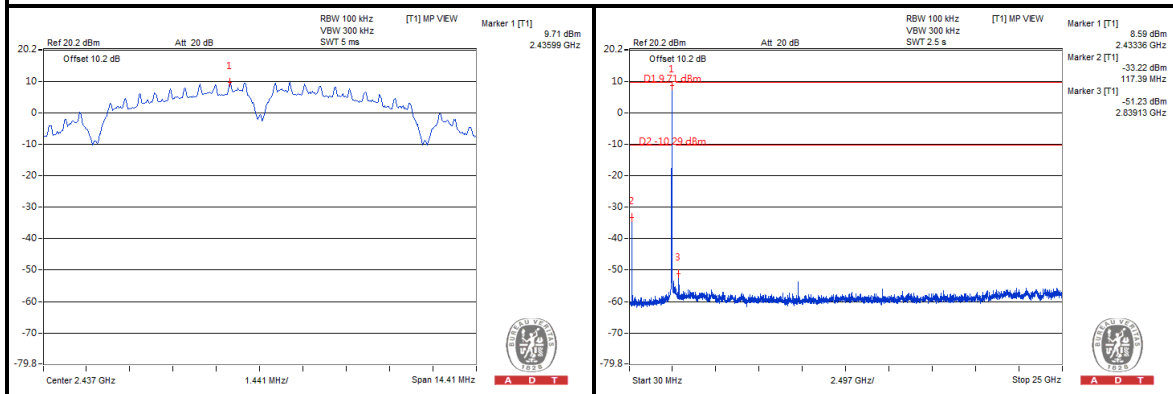 RBW 100 kHz
[T1] MP VIEW
VBW 300 kHz
Ref 20.2 dBm
Att 20 dB
SWT 5 ms
Marker 1 [T1]
9.71 dBm
2.43599 GHz
20.2
Offset 10.2 dB
1
10
0
-10
-20
-30
-40
-50
-60
-70
-79.8
Center 2.437 GHz
1.441 MHz/
Span 14.41 MHz
BUREAU VERITAS
1828
A D T
RBW 100 kHz
[T1] MP VIEW
VBW 300 kHz
Ref 20.2 dBm
Att 20 dB
SWT 2.5 s
Marker 1 [T1]
8.59 dBm
2.43336 GHz
Marker 2 [T1]
-33.22 dBm
117.39 MHz
Marker 3 [T1]
-51.23 dBm
2.83913 GHz
20.2
Offset 10.2 dB
1
D1 9.71 dBm
10
0
D2 -10.29 dBm
-10
-20
2
-30
-40
3
-50
-60
-70
-79.8
Start 30 MHz
2.497 GHz/
Stop 25 GHz
BUREAU VERITAS
1828
A D T